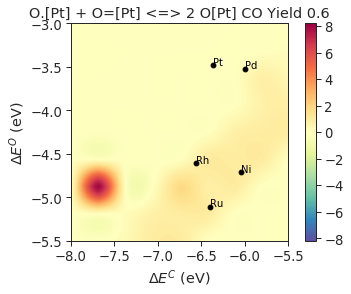 O.[Pt] + O=[Pt] <=> 2 O[Pt] CO Yield 0.6
−3.0
−3.5
−4.0
−4.5
−5.0
−5.5
ΔE^O (eV)
Pt
Pd
Rh
Ni
Ru
−8.0 −7.5 −7.0 −6.5 −6.0 −5.5
ΔE^C (eV)
8
6
4
2
0
−2
−4
−6
−8